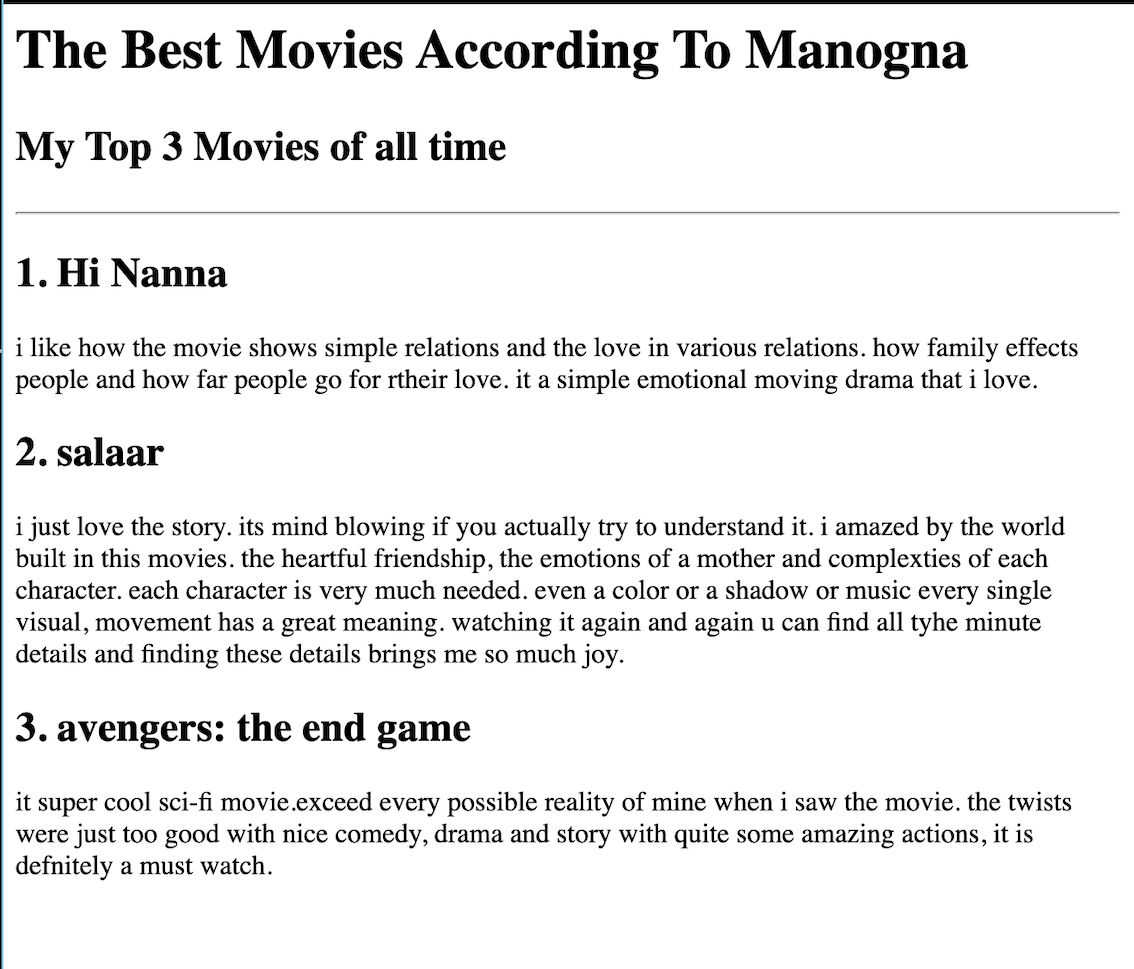 The Best Movies According To Manogna
My Top 3 Movies of all time
1. Hi Nanna
i like how the movie shows simple relations and the love in various relations. how family effects
people and how far people go for rtheir love. it a simple emotional moving drama that i love.
2. salaar
i just love the story. its mind blowing if you actually try to understand it. i amazed by the world
built in this movies. the heartful friendship, the emotions of a mother and complexties of each
character. each character is very much needed. even a color or a shadow or music every single
visual, movement has a great meaning. watching it again and again u can find all tyhe minute
details and finding these details brings me so much joy.
3. avengers: the end game
it super cool sci-fi movie.exceed every possible reality of mine when i saw the movie. the twists
were just too good with nice comedy, drama and story with quite some amazing actions, it is
defnitely a must watch.